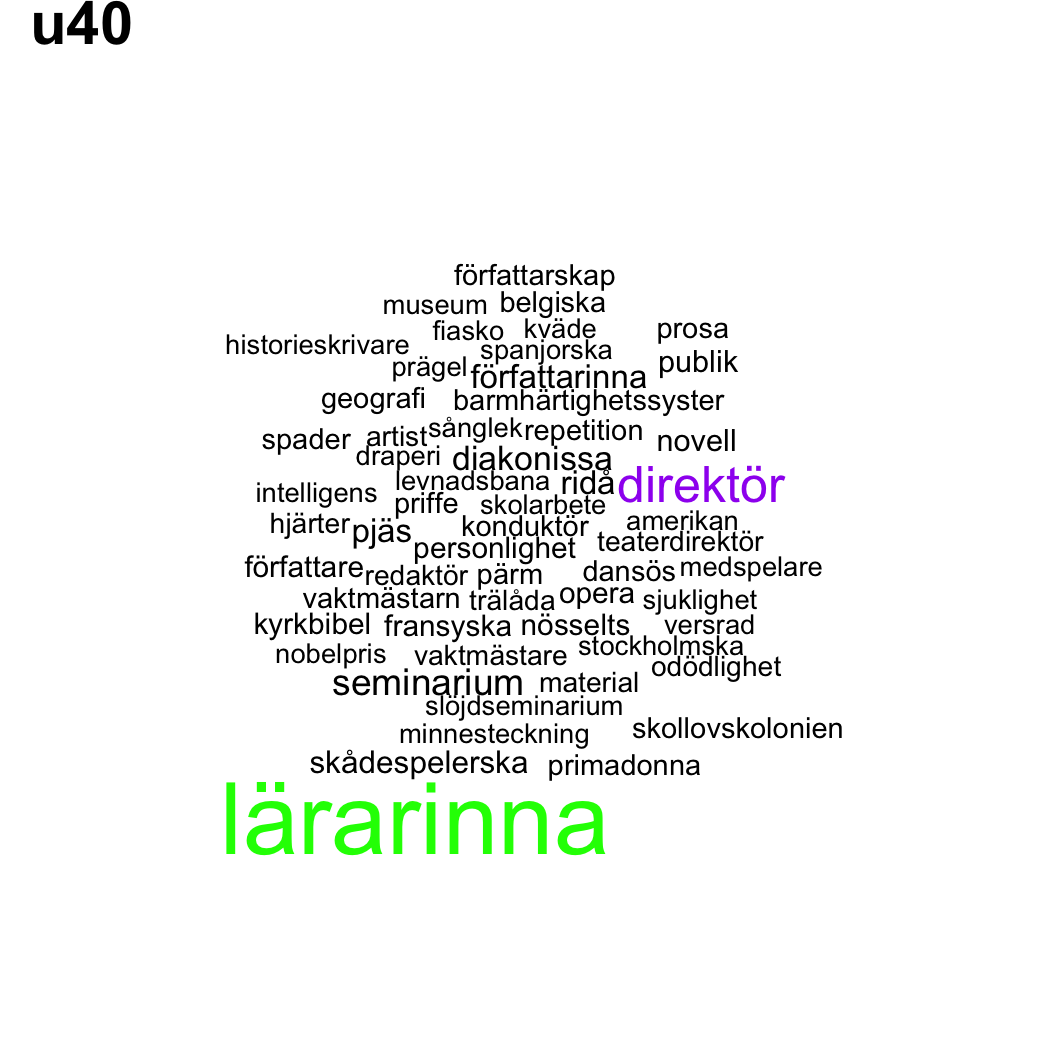 u40
författarskap
museum belgiska
fiasko kväde prosa
historieskrivare spanjorska
prägel författarinna publik
geografi barmhärtighetssyster
spader artist sånglek repetition novell
draperi diakonissa
levnadsbana ridå direktör
intelligens priffe skolarbete
hjärter pjäs konduktör amerikan
personlighet teaterdirektör
författare redaktör pärm dansös medspelare
vaktmästarn trälåda opera sjuklighet
kyrkbibel fransyska nösselts versrad
nobelpris vaktmästare stockholmska
odödlighet
seminarium material
slöjdseminarium
minnesteckning skollovskolonien
skådespelerska primadonna
lärarinna